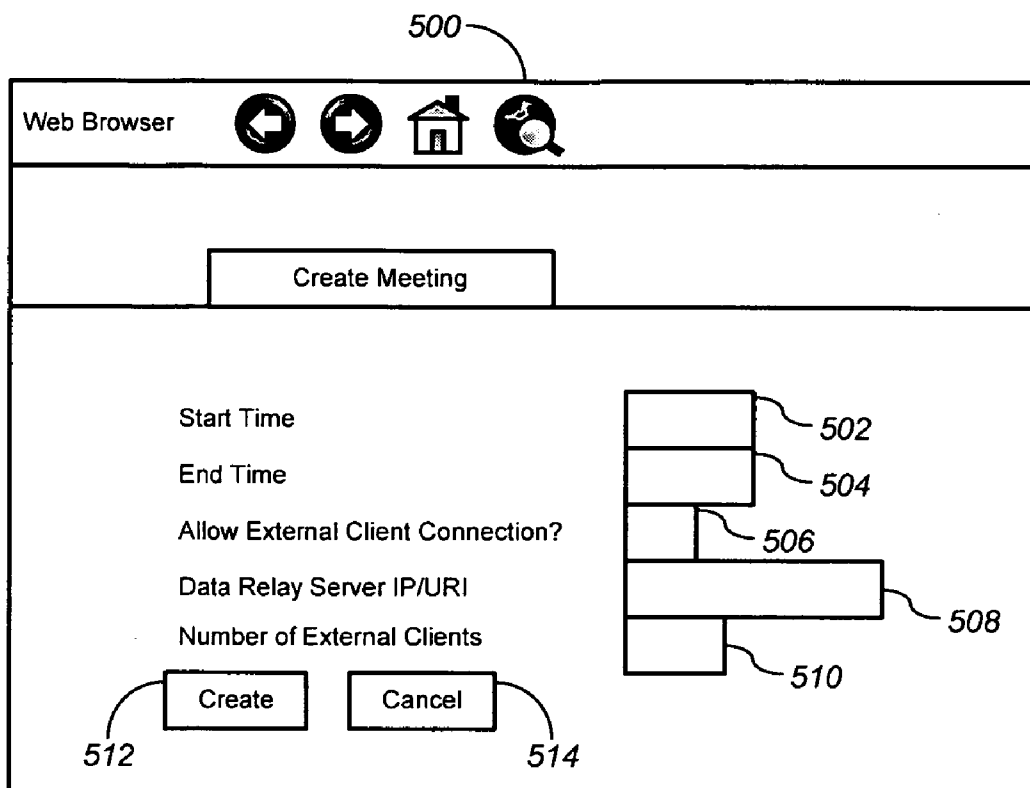 500
Web Browser
Create Meeting
Start Time
502
End Time
504
Allow External Client Connection?
506
Data Relay Server IP/URI
508
Number of External Clients
510
Create
Cancel
512
514